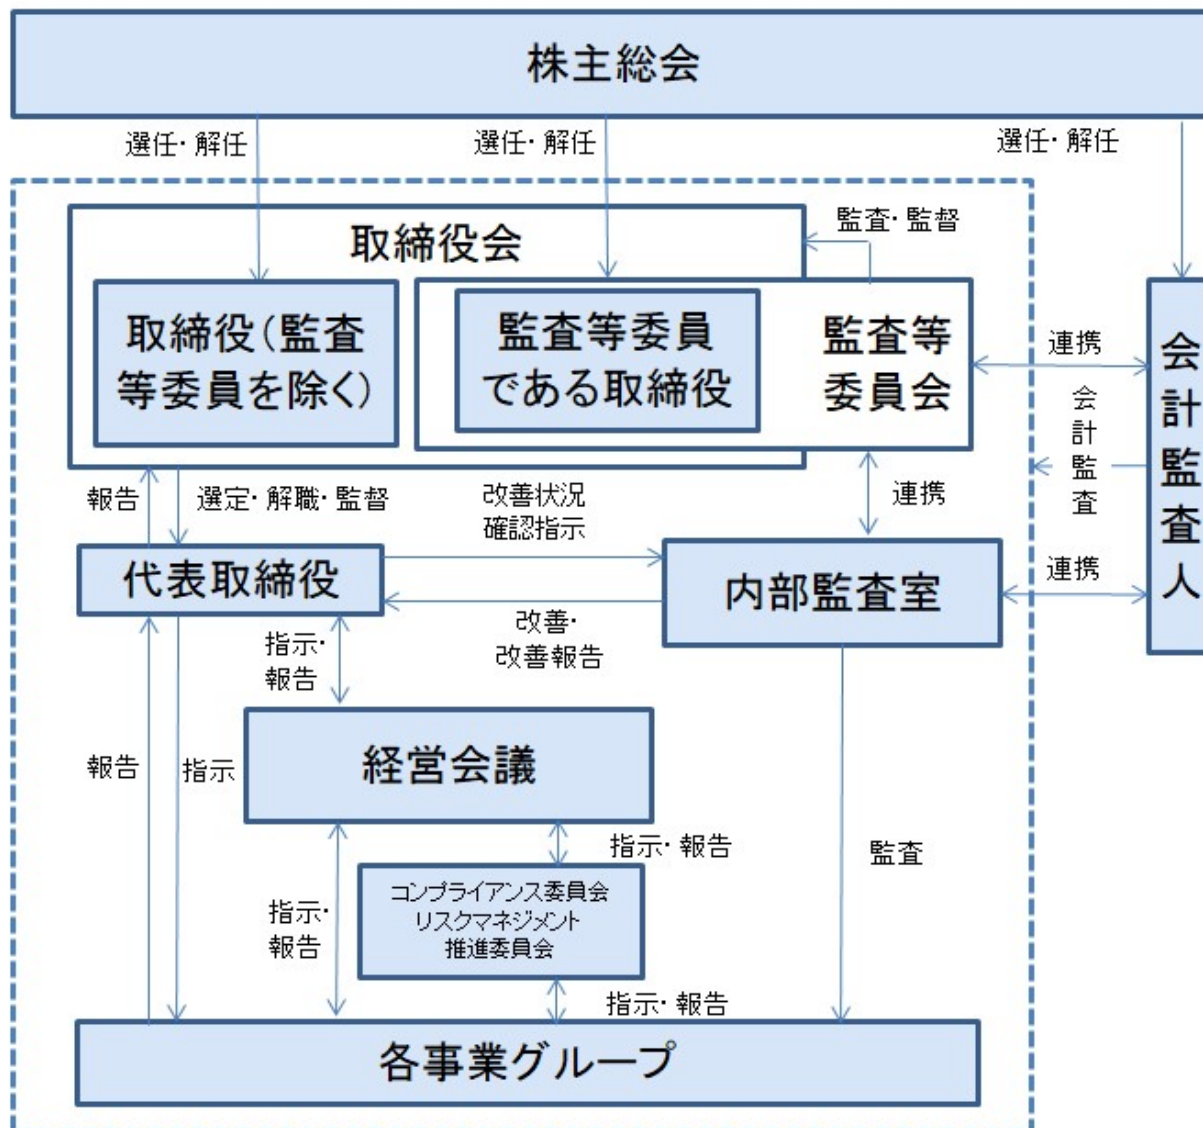 株主総会
選任・解任
選任・解任
選任・解任
取締役会
監査・監督
取締役（監査
等委員を除く）
監査等委員
である取締役
監査等
委員会
連携
会計監査
会計監査人
報告
選定・解職・監督
改善状況
確認指示
連携
代表取締役
内部監査室
連携
改善・
改善報告
指示・
報告
経営会議
報告
指示
指示・報告
監査
コンプライアンス委員会
リスクマネジメント
推進委員会
指示・
報告
指示・報告
各事業グループ